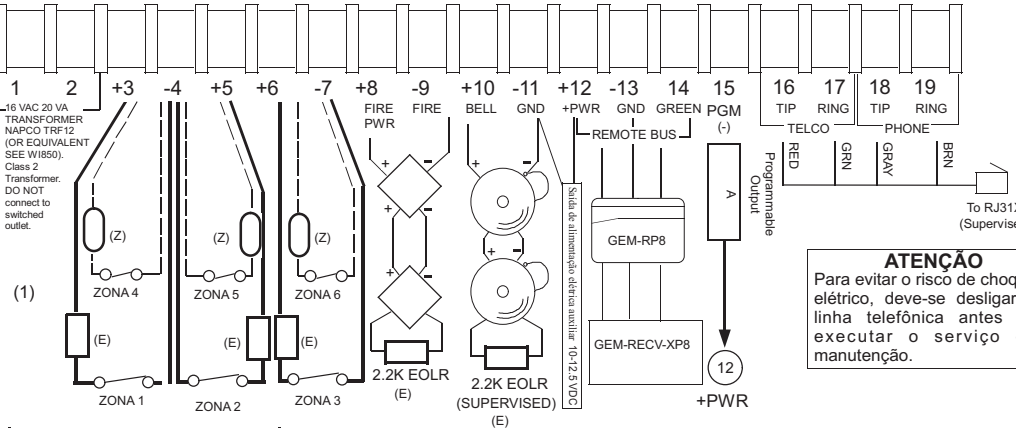 1 2 +3 -4 +5 +6 -7 +8 -9 +10 -11 +12 -13 14 15 16 17 18 19
FIRE PWR
FIRE
BELL
GND
+PWR
GND
GREEN
PGM
(-)
TIP
RING
TIP
RING
REMOTE BUS
TELCO
PHONE
16 VAC 20 VA
TRANSFORMER
NAPCO TRF12
(OR EQUIVALENT
SEE WI850).
Class 2
Transformer.
DO NOT
connect to
switched
outlet.
RED
GRN
GRAY
BRN
Programmable
Output
A
To RJ31X
(Supervise
+ -
+ -
+ -
+ -
(Z)
(Z)
(Z)
Saída de alimentação elétrica auxiliar 10-12.5 VDC
GEM-RP8
ZONA 4
ZONA 5
ZONA 6
(1)
ATENÇÃO
Para evitar o risco de choq
elétrico, deve-se desligar
linha telefônica antes
executar o serviço
manutenção.
(E)
(E)
(E)
GEM-RECV-XP8
12
+PWR
2.2K EOLR
(E)
2.2K EOLR
(SUPERVISED)
(E)
ZONA 1
ZONA 2
ZONA 3